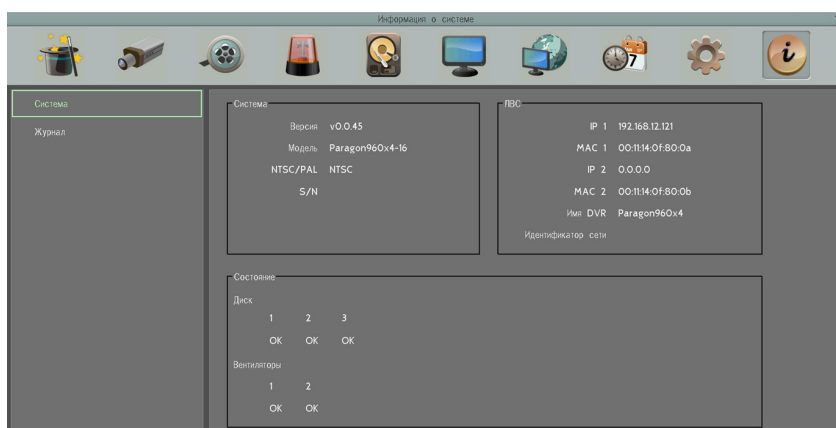 Информация о системе
7
i
Система
Журнал
Система
Версия v0.0.45
Модель Paragon960x4-16
NTSC/PAL NTSC
S/N
ЛВС
IP 1 192.168.12.121
MAC 1 00:11:14:0f:80:0a
IP 2 0.0.0.0
MAC 2 00:11:14:0f:80:0b
Имя DVR Paragon960x4
Идентификатор сети
Состояние
Диск
1 2 3
OK OK OK
Вентиляторы
1 2
OK OK